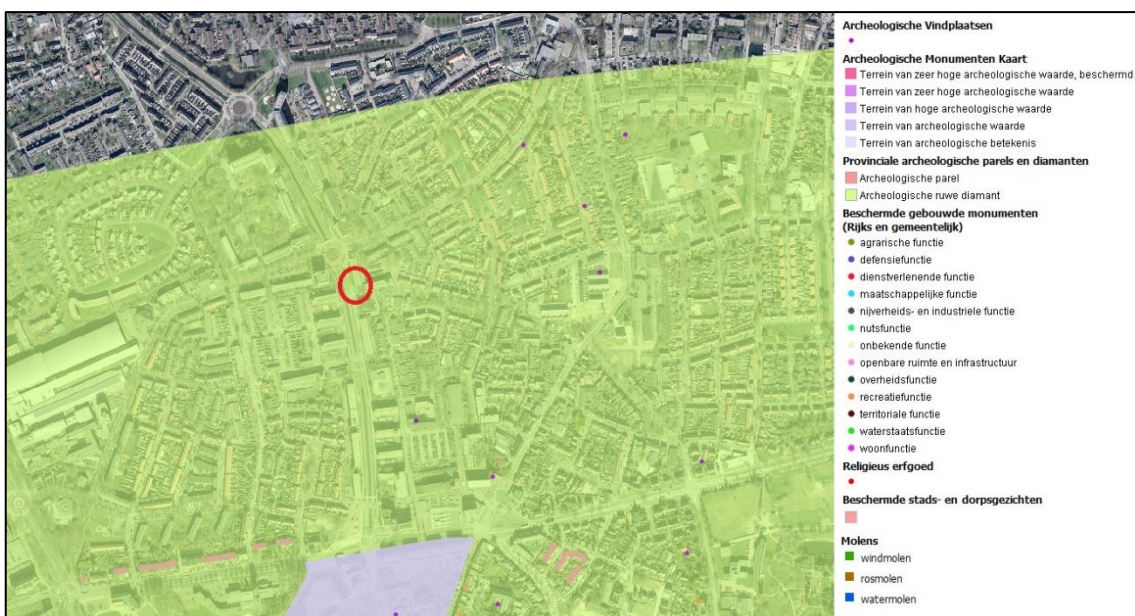 Archeologische Vindplaatsen
Archeologische Monumenten Kaart
Terrein van zeer hoge archeologische waarde, beschermd
Terrein van zeer hoge archeologische waarde
Terrein van hoge archeologische waarde
Terrein van archeologische waarde
Terrein van archeologische betekenis
Provinciale archeologische parels en diamanten
Archeologische parel
Archeologische ruwe diamant
Beschermde gebouwde monumenten
(Rijks en gemeentelijk)
agrarische functie
defensiefunctie
dienstverlenende functie
maatschappelijke functie
nijverheids- en industriele functie
nutsfunctie
onbekende functie
openbare ruimte en infrastructuur
overheidsfunctie
recreatiefunctie
territoriale functie
waterstaatsfunctie
woonfunctie
Religieus erfgoed
Beschermde stads- en dorpsgezichten
Molens
windmolen
rosmolen
watermolen